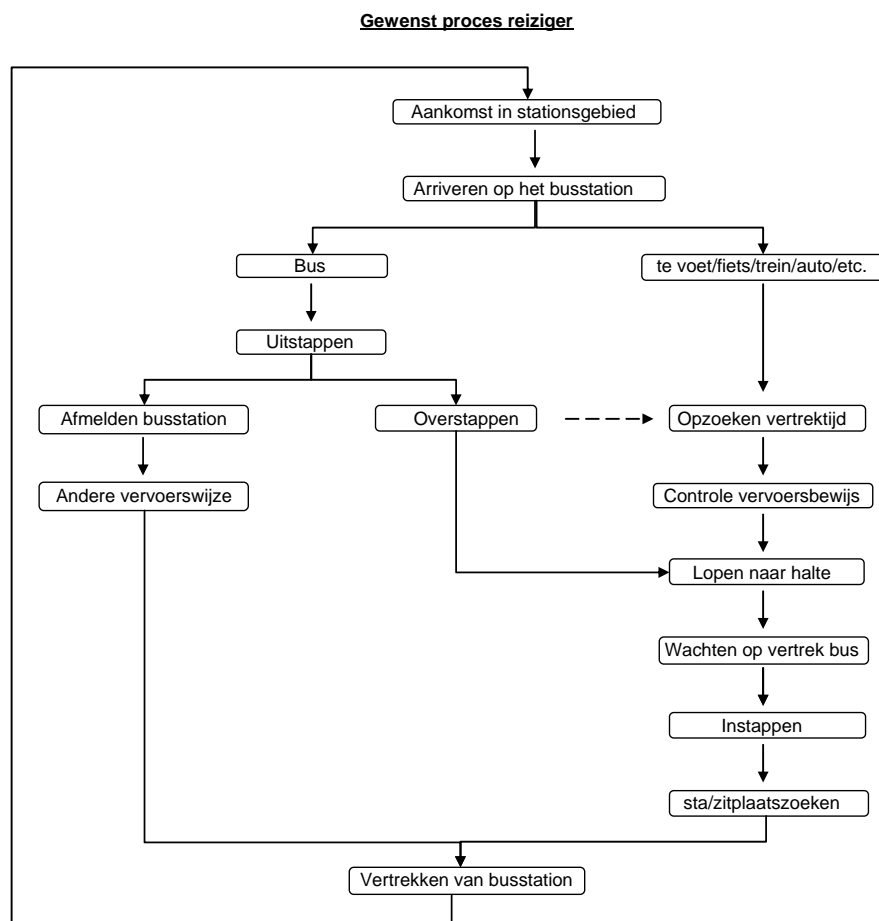 Gewenst proces reiziger
Aankomst in stationsgebied
Arriveren op het busstation
Bus
te voet/fiets/trein/auto/etc.
Uitstappen
Afmelden busstation
Overstappen
Opzoeken vertrektijd
Andere vervoerswijze
Controle vervoersbewijs
Lopen naar halte
Wachten op vertrek bus
Instappen
sta/zitplaatszoeken
Vertrekken van busstation